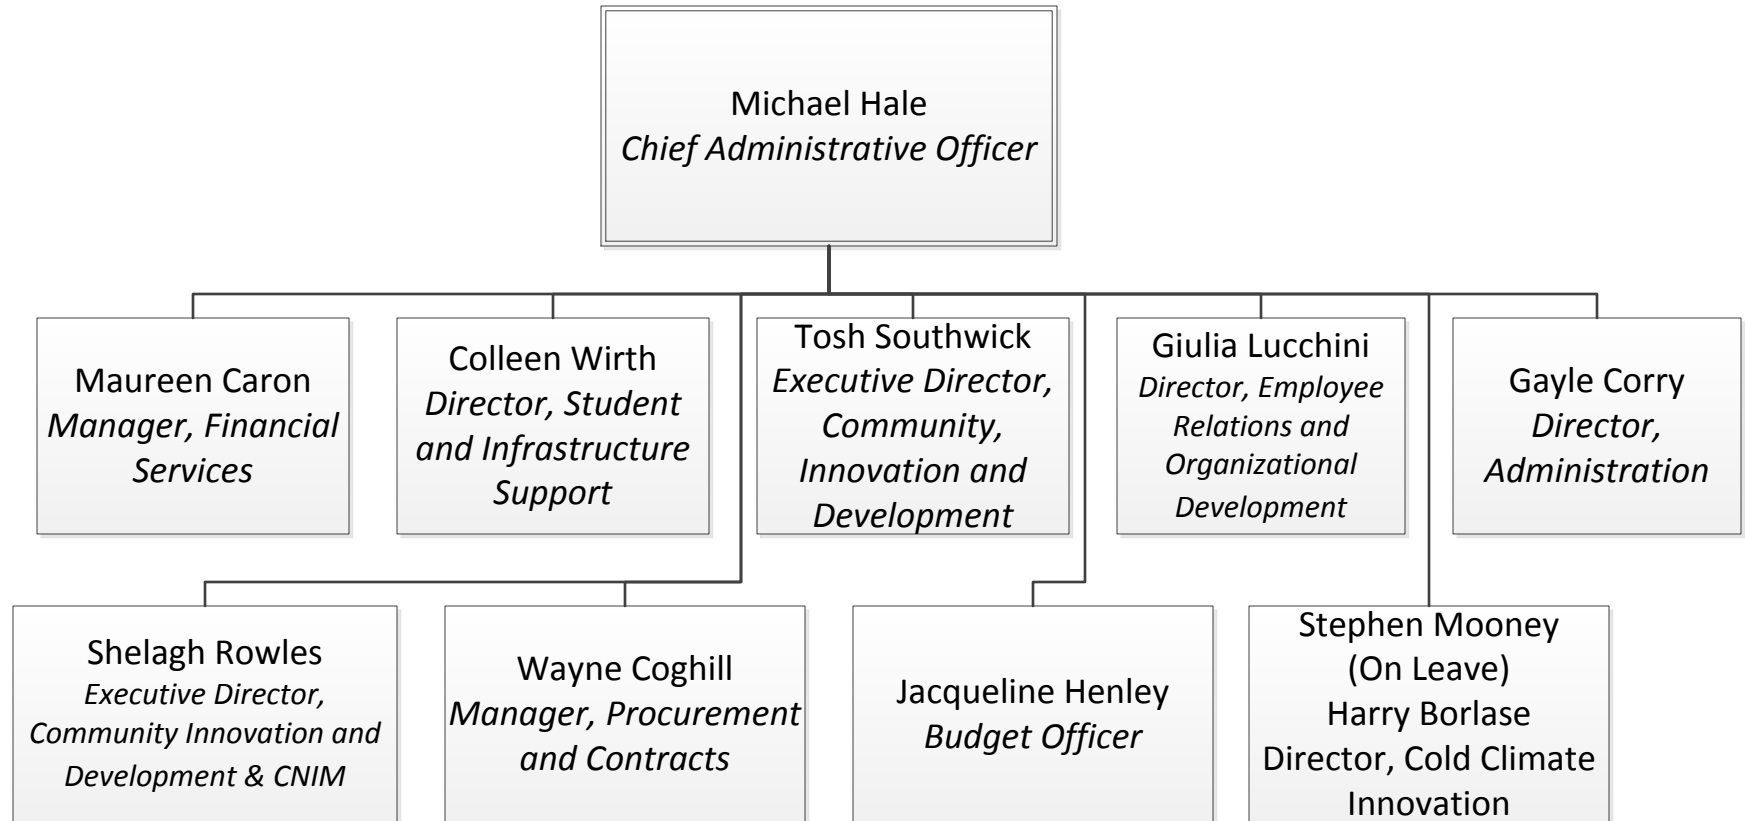 Michael Hale
Chief Administrative Officer
Maureen Caron
Manager, Financial
Services
Colleen Wirth
Director, Student
and Infrastructure
Support
Tosh Southwick
Executive Director,
Community,
Innovation and
Development
Giulia Lucchini
Director, Employee
Relations and
Organizational
Development
Gayle Corry
Director,
Administration
Shelagh Rowles
Executive Director,
Community Innovation and
Development & CNIM
Wayne Coghill
Manager, Procurement
and Contracts
Jacqueline Henley
Budget Officer
Stephen Mooney
(On Leave)
Harry Borlase
Director, Cold Climate
Innovation